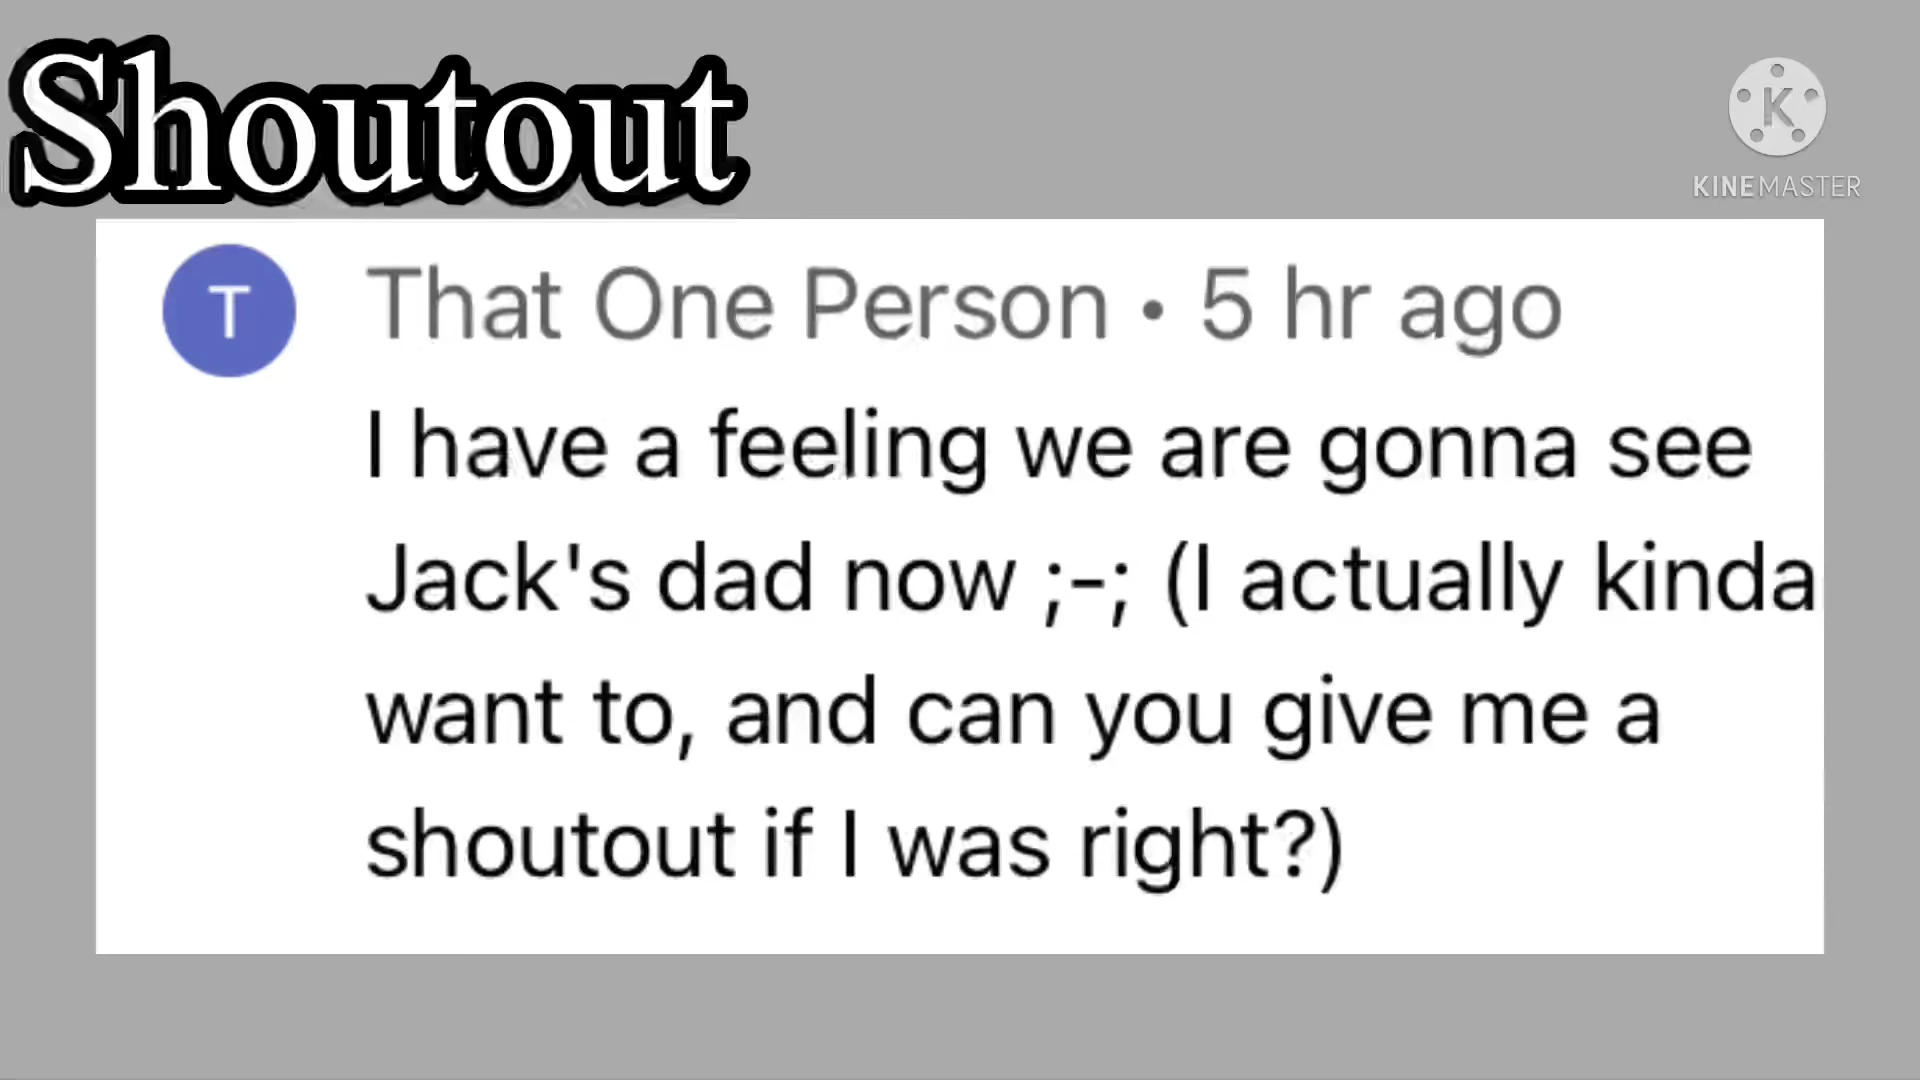 Shoutout
K
KINEMASTER
T
That One Person • 5 hr ago
I have a feeling we are gonna see
Jack's dad now ;-; (I actually kinda
want to, and can you give me a
shoutout if I was right?)